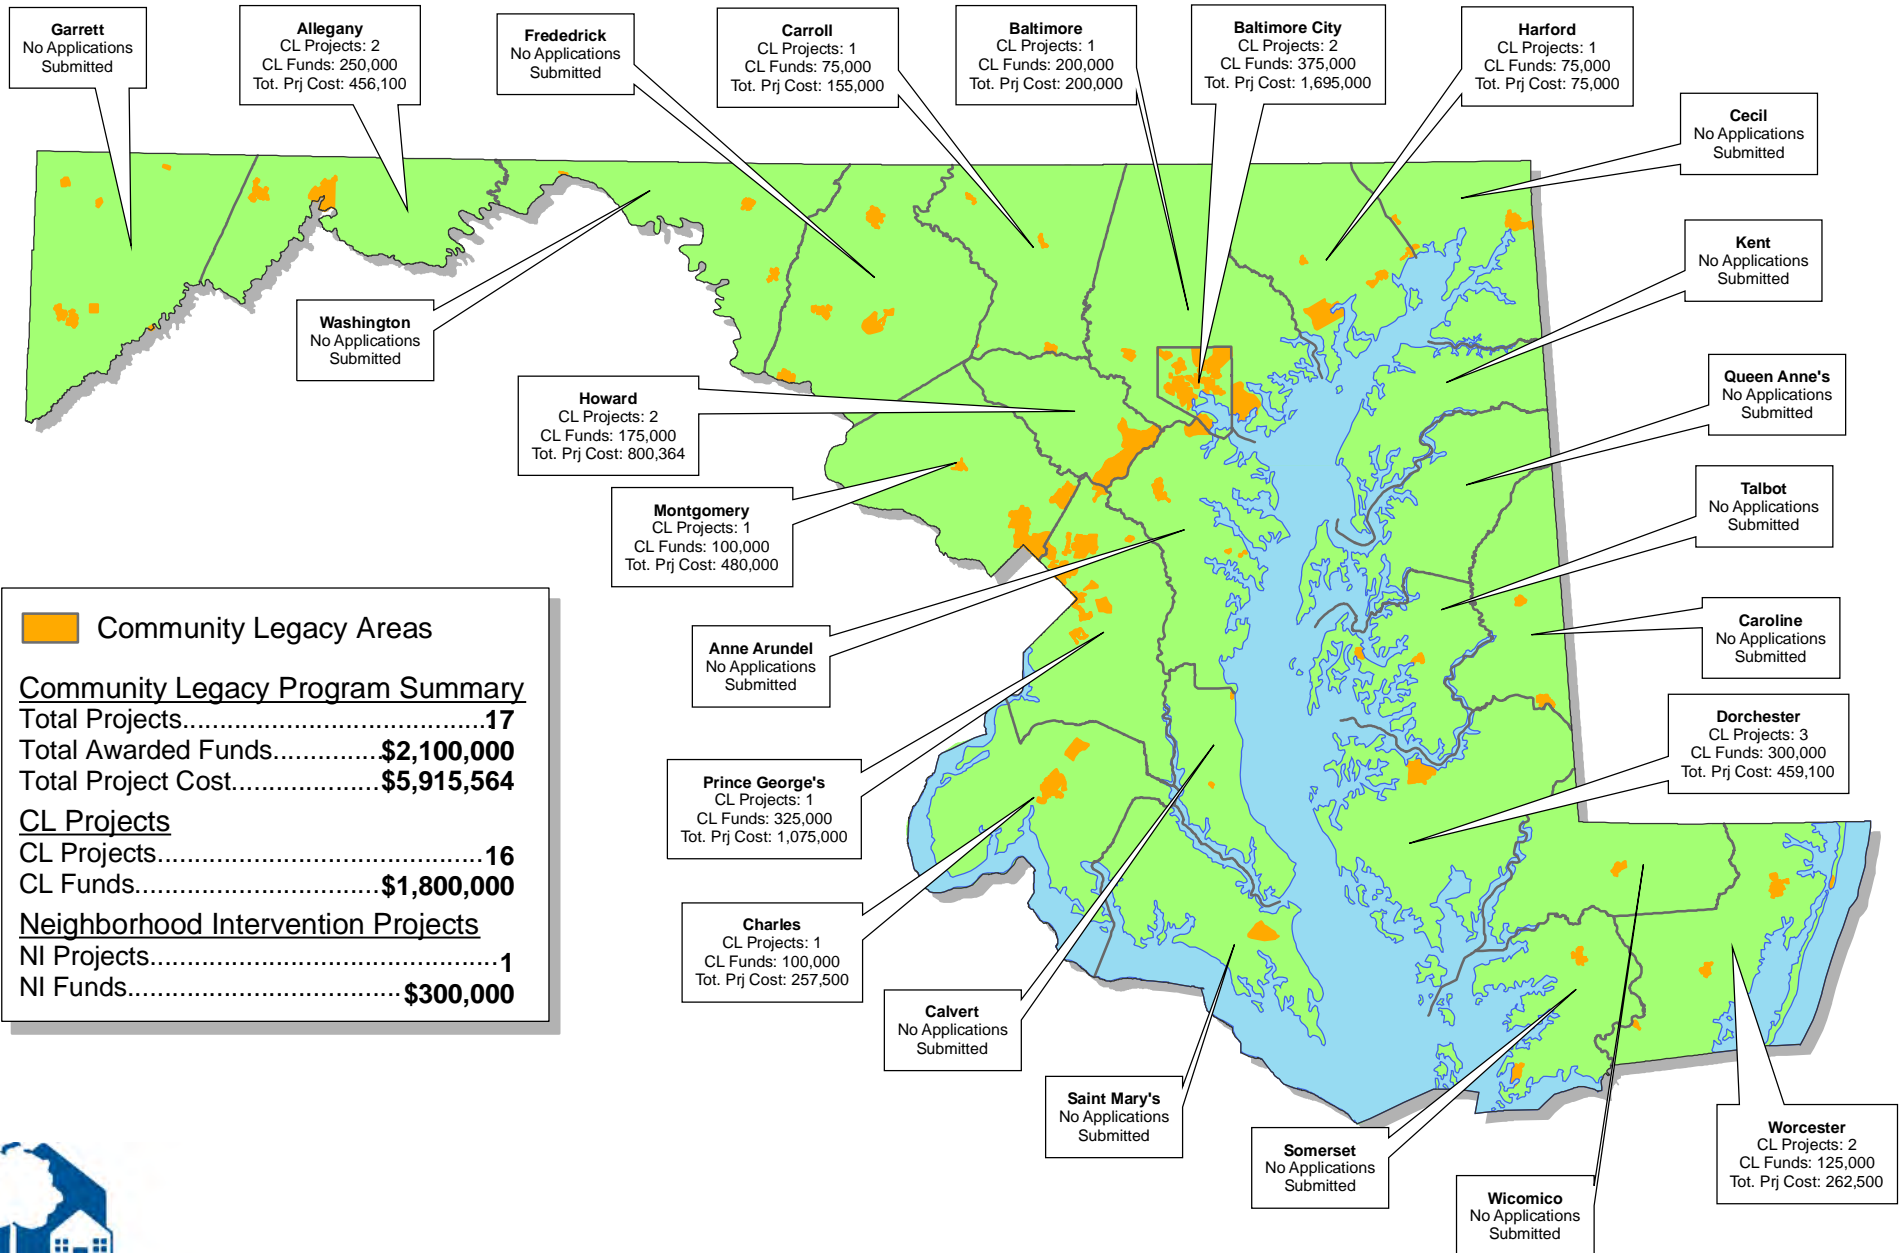 Garrett
No Applications
Submitted
Allegany
CL Projects: 2
CL Funds: 250,000
Tot. Prj Cost: 456,100
Frededrick
No Applications
Submitted
Carroll
CL Projects: 1
CL Funds: 75,000
Tot. Prj Cost: 155,000
Baltimore
CL Projects: 1
CL Funds: 200,000
Tot. Prj Cost: 200,000
Baltimore City
CL Projects: 2
CL Funds: 375,000
Tot. Prj Cost: 1,695,000
Harford
CL Projects: 1
CL Funds: 75,000
Tot. Prj Cost: 75,000
Cecil
No Applications
Submitted
Kent
No Applications
Submitted
Washington
No Applications
Submitted
Queen Anne's
No Applications
Submitted
Howard
CL Projects: 2
CL Funds: 175,000
Tot. Prj Cost: 800,364
Talbot
No Applications
Submitted
Montgomery
CL Projects: 1
CL Funds: 100,000
Tot. Prj Cost: 480,000
Caroline
No Applications
Submitted
Anne Arundel
No Applications
Submitted
Dorchester
CL Projects: 3
CL Funds: 300,000
Tot. Prj Cost: 459,100
Prince George's
CL Projects: 1
CL Funds: 325,000
Tot. Prj Cost: 1,075,000
Charles
CL Projects: 1
CL Funds: 100,000
Tot. Prj Cost: 257,500
Calvert
No Applications
Submitted
Saint Mary's
No Applications
Submitted
Somerset
No Applications
Submitted
Wicomico
No Applications
Submitted
Worcester
CL Projects: 2
CL Funds: 125,000
Tot. Prj Cost: 262,500
Community Legacy Areas
Community Legacy Program Summary
Total Projects........................................17
Total Awarded Funds..............$2,100,000
Total Project Cost...................$5,915,564
CL Projects
CL Projects...........................................16
CL Funds................................$1,800,000
Neighborhood Intervention Projects
NI Projects..............................................1
NI Funds...................................$300,000